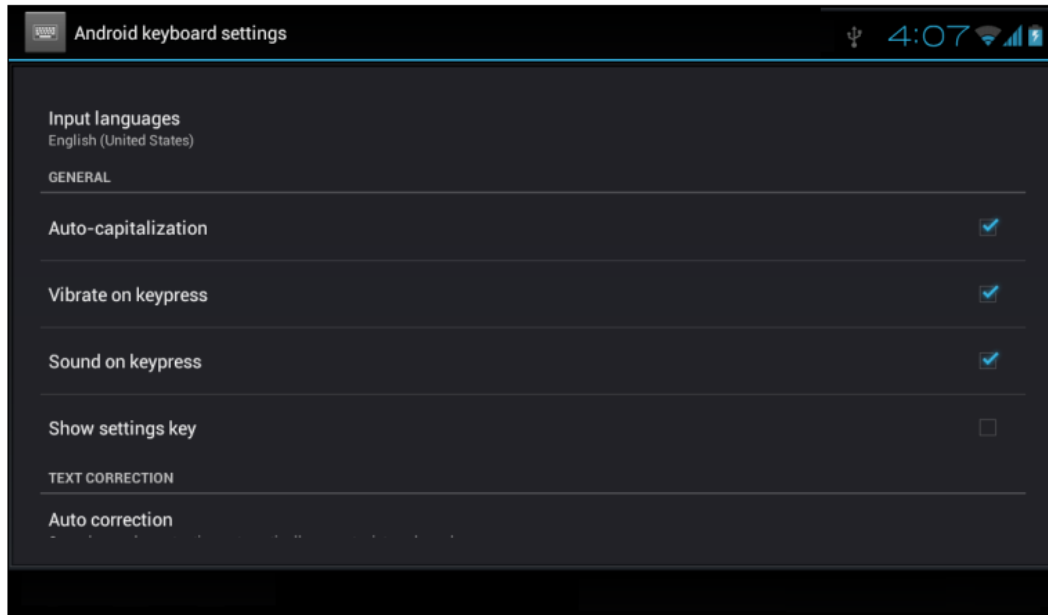 Android keyboard settings
4:07
Input languages
English (United States)
GENERAL
Auto-capitalization
Vibrate on keypress
Sound on keypress
Show settings key
TEXT CORRECTION
Auto correction